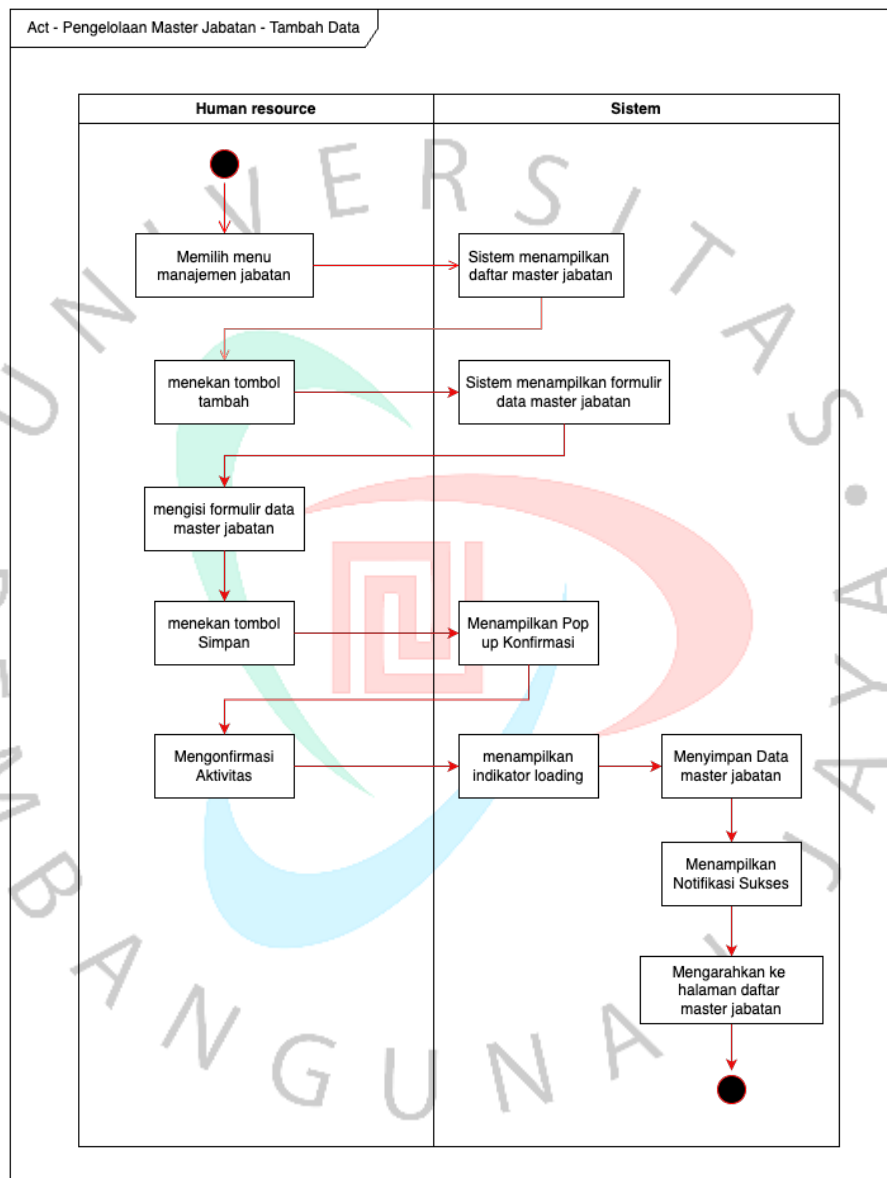 Act - Pengelolaan Master Jabatan - Tambah Data
Human resource
Sistem
Memilih menu
manajemen jabatan
Sistem menampilkan
daftar master jabatan
menekan tombol
tambah
Sistem menampilkan formulir
data master jabatan
mengisi formulir data
master jabatan
menekan tombol
Simpan
Menampilkan Pop
up Konfirmasi
Mengonfirmasi
Aktivitas
menampilkan
indikator loading
Menyimpan Data
master jabatan
Menampilkan
Notifikasi Sukses
Mengarahkan ke
halaman daftar
master jabatan
UNIVERSITAS
MBANGUNA JAYA